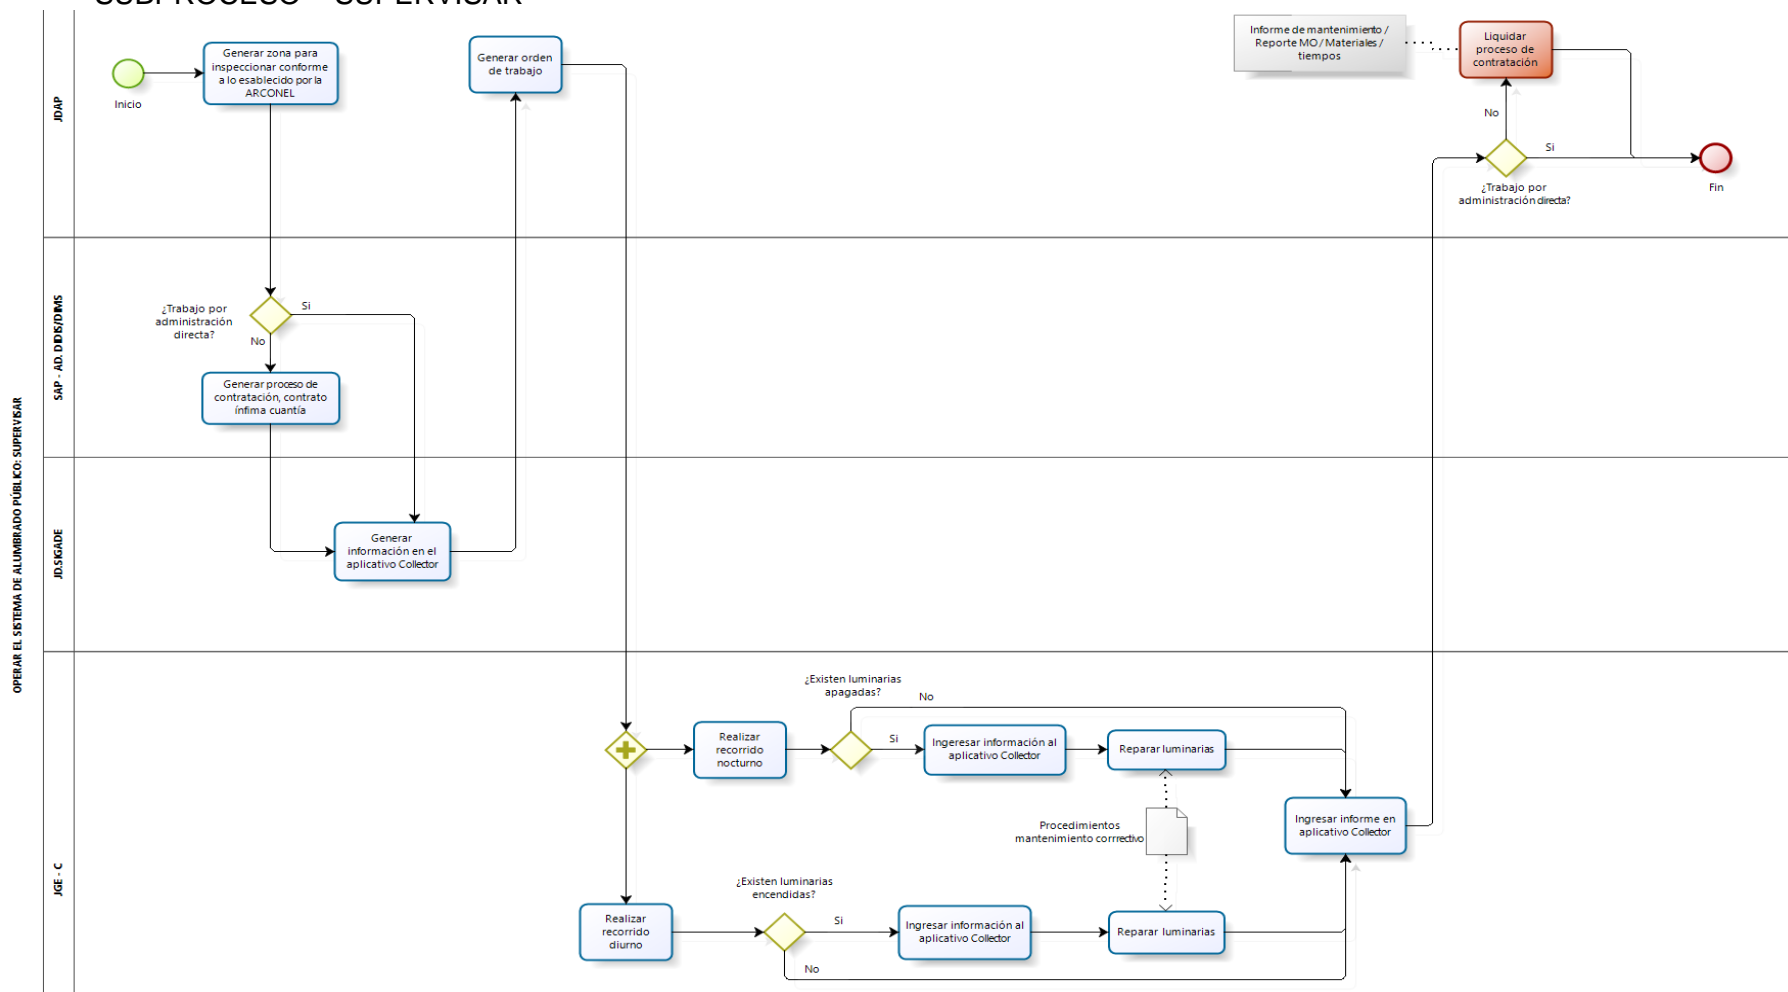 SUBPROCESO – SUPERVISAR
OPERAR EL SISTEMA DE ALUMBRADO PÚBLICO: SUPERVISAR
JDAP
Inicio
Generar zona para
inspeccionar conforme
a lo esablecido por la
ARCONEL
Generar orden
de trabajo
Informe de mantenimiento /
Reporte MO / Materiales /
tiempos
Liquidar
proceso de
contratación
No
Si
¿Trabajo por
administración directa?
Fin
SAP - AD. DIDIS/DIMS
¿Trabajo por
administración
directa?
Si
No
Generar proceso de
contratación, contrato
ínfima cuantía
JD.SIGADE
Generar
información en el
aplicativo Collector
JGE - C
Realizar
recorrido
nocturno
¿Existen luminarias
apagadas?
No
Si
Ingeresar información al
aplicativo Collector
Reparar luminarias
Procedimientos
mantenimiento corrrectivo
Ingresar informe en
aplicativo Collector
Realizar
recorrido
diurno
¿Existen luminarias
encendidas?
Si
No
Ingresar información al
aplicativo Collector
Reparar luminarias